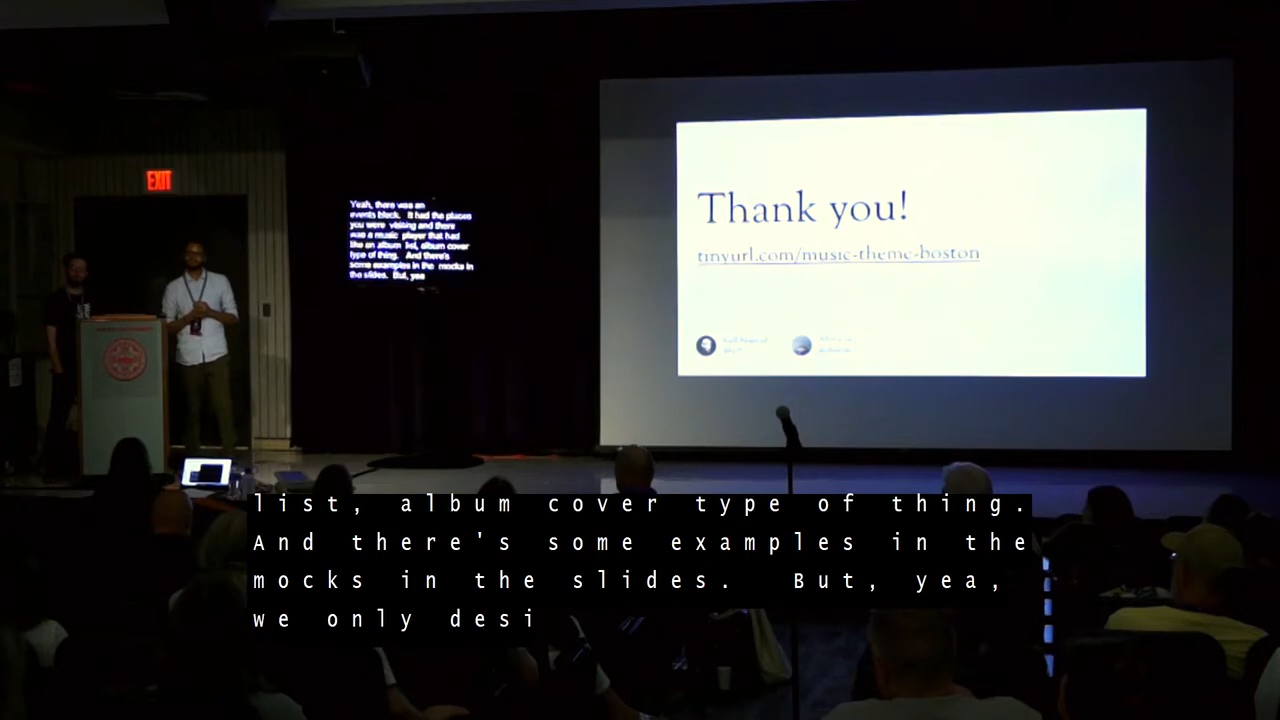 EXIT
Yeah, there was an
events block. It had the places
you were visiting and there
was a music player that had
like an album list, album cover
type of thing. And there's
some examples in the mocks in
the slides. But, yea
Thank you!
tinyurl.com/music-theme-boston
list, album cover type of thing.
And there's some examples in the
mocks in the slides. But, yea,
we only desi